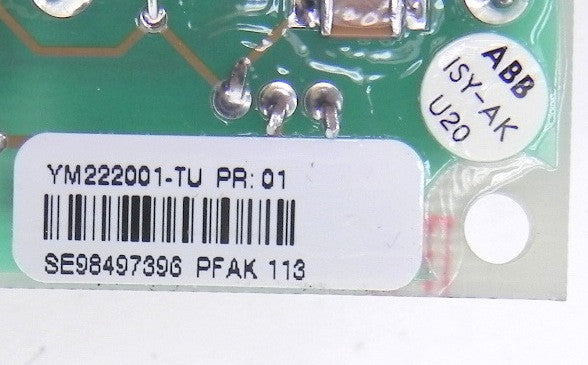 ABB
ISY-AK
U20
YM222001-TU PR: 01
SE98497396 PFAK 113